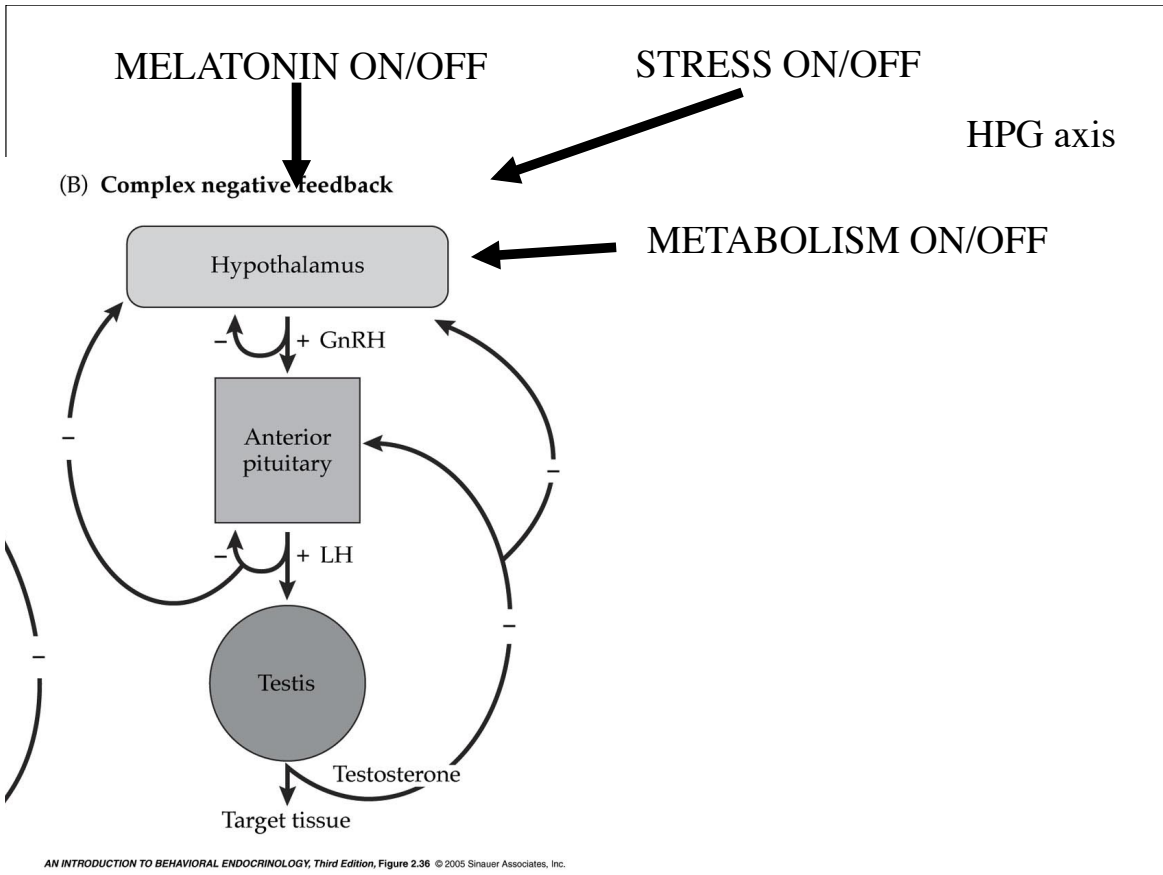 MELATONIN ON/OFF
STRESS ON/OFF
HPG axis
(B) Complex negative feedback
METABOLISM ON/OFF
Hypothalamus
– + GnRH
Anterior
pituitary
–
–
– + LH
–
–
Testis
Testosterone
Target tissue
AN INTRODUCTION TO BEHAVIORAL ENDOCRINOLOGY, Third Edition, Figure 2.36 © 2005 Sinauer Associates, Inc.